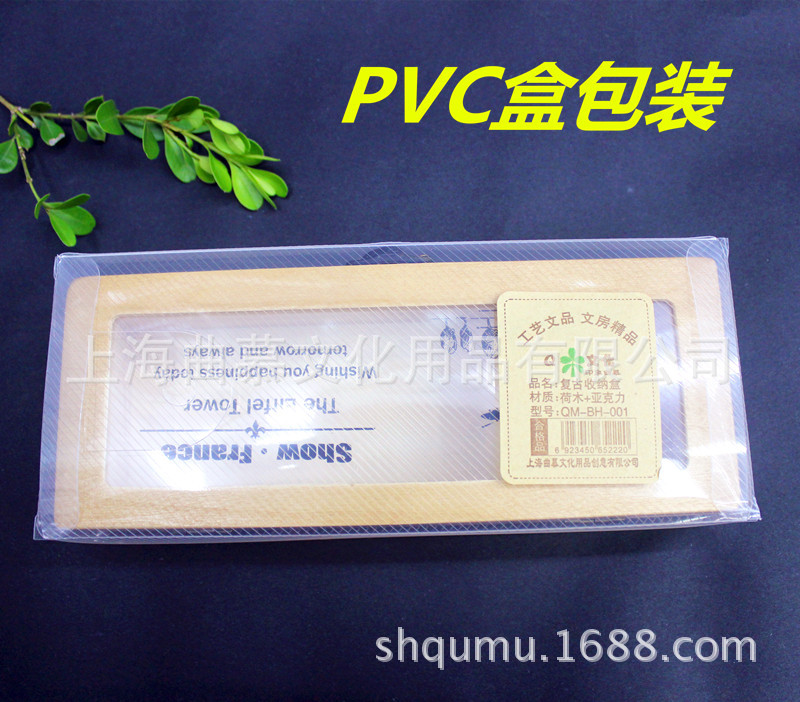 PVC盒包装
上海曲慕文化用品有限公司
工艺文品 文房精品
品名:复古收纳盒
材质:荷木+亚克力
型号:QM-BH-001
合格品
6 923450 652220
上海曲慕文化用品创意有限公司
Show · France
The Eiffel Tower
Wishing you happiness today
tomorrow and always
shqumu.1688.com